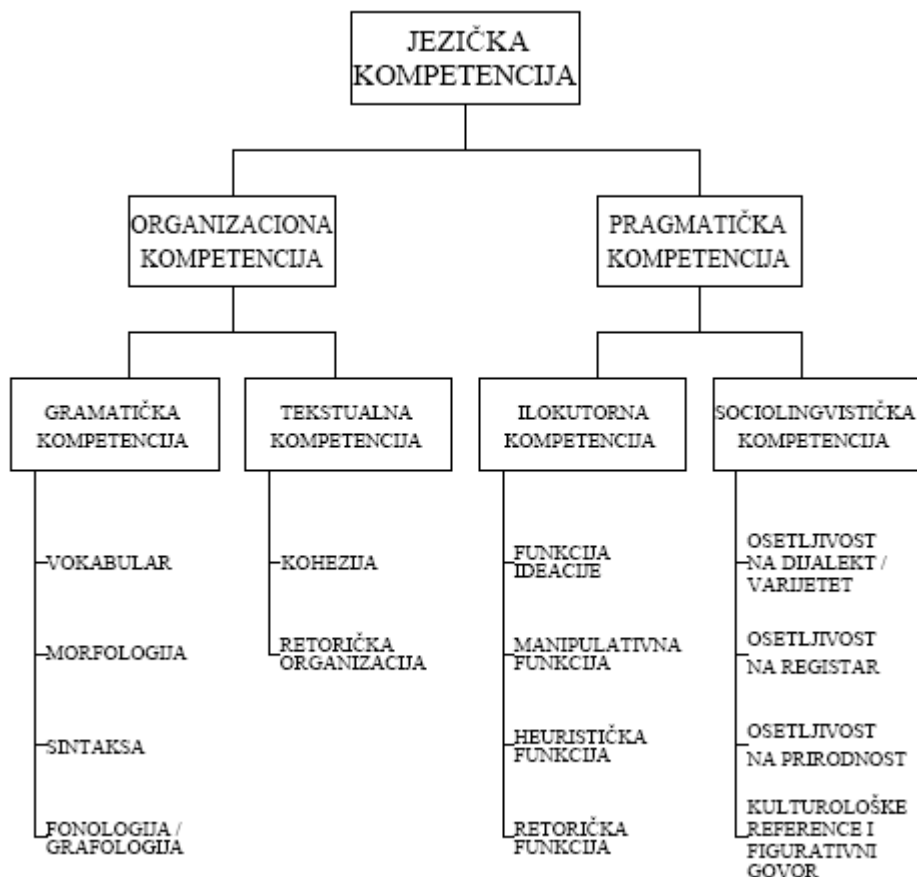 JEZIČKA
KOMPETENCIJA
ORGANIZACIONA
KOMPETENCIJA
PRAGMATIČKA
KOMPETENCIJA
GRAMATIČKA
KOMPETENCIJA
TEKSTUALNA
KOMPETENCIJA
ILOKUTORNA
KOMPETENCIJA
SOCIOLINGVISTIČKA
KOMPETENCIJA
VOKABULAR
MORFOLOGIJA
SINTAKSA
FONOLOGIJA /
GRAFOLOGIJA
KOHEZIJA
RETORIČKA
ORGANIZACIJA
FUNKCIJA
IDEACIJE
MANIPULATIVNA
FUNKCIJA
HEURISTIČKA
FUNKCIJA
RETORIČKA
FUNKCIJA
OSETLJIVOST
NA DIJALEKT /
VARIJETET
OSETLJIVOST
NA REGISTAR
OSETLJIVOST
NA PRIRODNOST
KULTUROLOŠKE
REFERENCE I
FIGURATIVNI
GOVOR